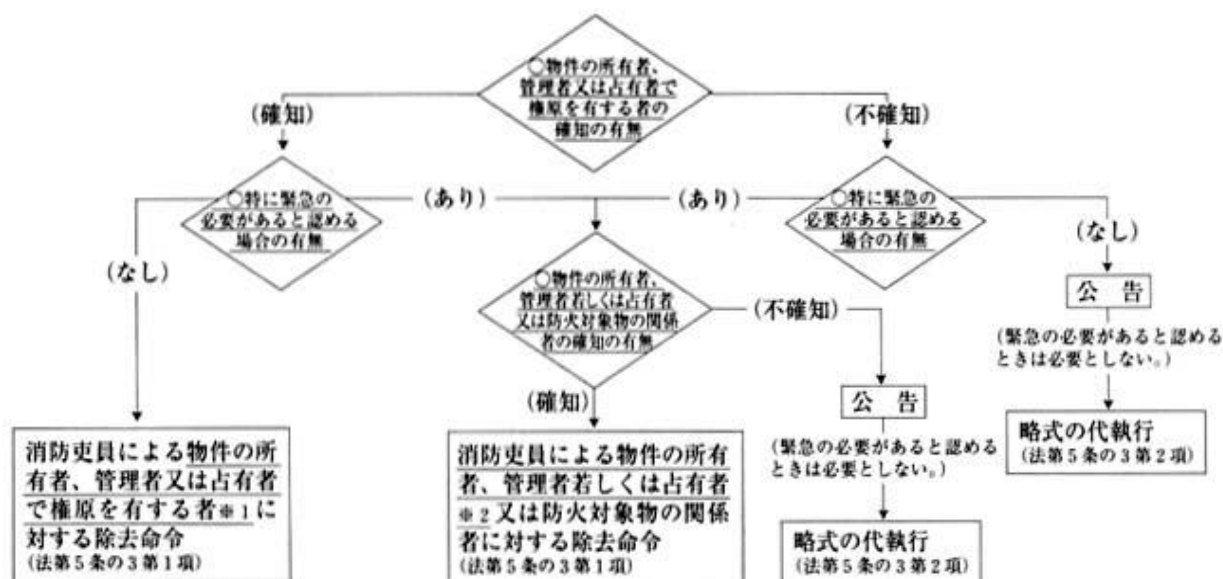 ○物件の所有者、
管理者又は占有者で
権原を有する者の
確知の有無
(確知)
(不確知)
○特に緊急の
必要があると認める
場合の有無
(あり)
(あり)
○特に緊急の
必要があると認める
場合の有無
(なし)
(なし)
○物件の所有者、
管理者若しくは占有者
又は防火対象物の関係
者の確知の有無
(不確知)
公 告
(緊急の必要があると認める
ときは必要としない。)
(確知)
公 告
(緊急の必要があると認める
ときは必要としない。)
略式の代執行
(法第5条の3第2項)
消防吏員による物件の所
有者、管理者又は占有者
で権原を有する者※1に
対する除去命令
(法第5条の3第1項)
消防吏員による物件の所有
者、管理者若しくは占有者
※2又は防火対象物の関係
者に対する除去命令
(法第5条の3第1項)
略式の代執行
(法第5条の3第2項)